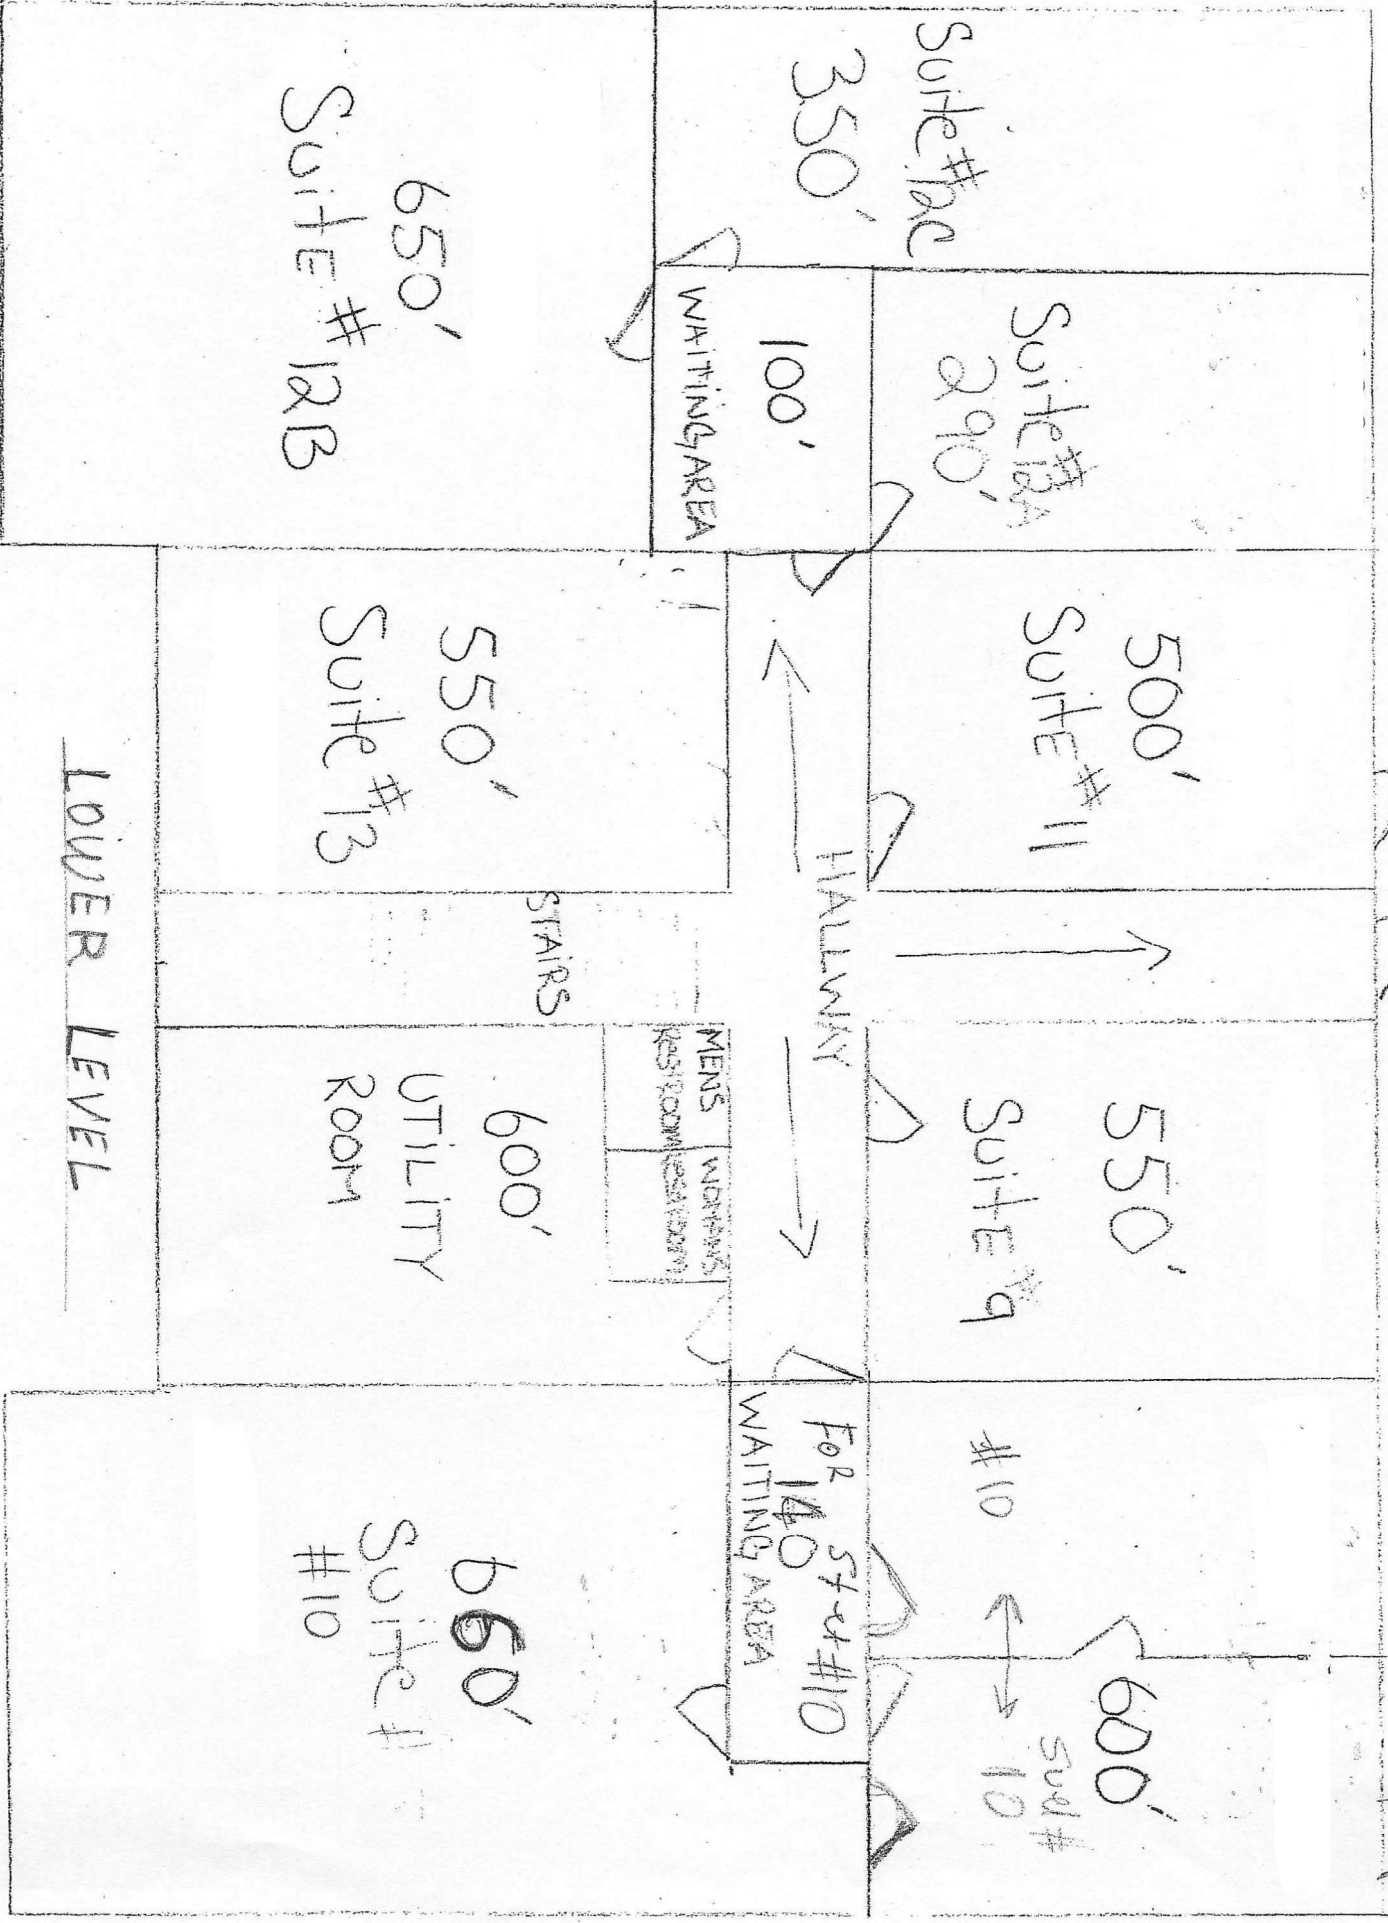 Suite #12C
350'
Suite #12A
290'
500'
SUITE #11
550'
SUITE #9
#10
600'
#
10
100'
WAITING AREA
HALLWAY
FOR #10
140
WAITING AREA
650'
SUITE # 12B
550'
Suite #13
STAIRS
MENS
RESTROOM
WOMANS
RESTROOM
600'
UTILITY
ROOM
660'
Suite #
#10
LOWER LEVEL